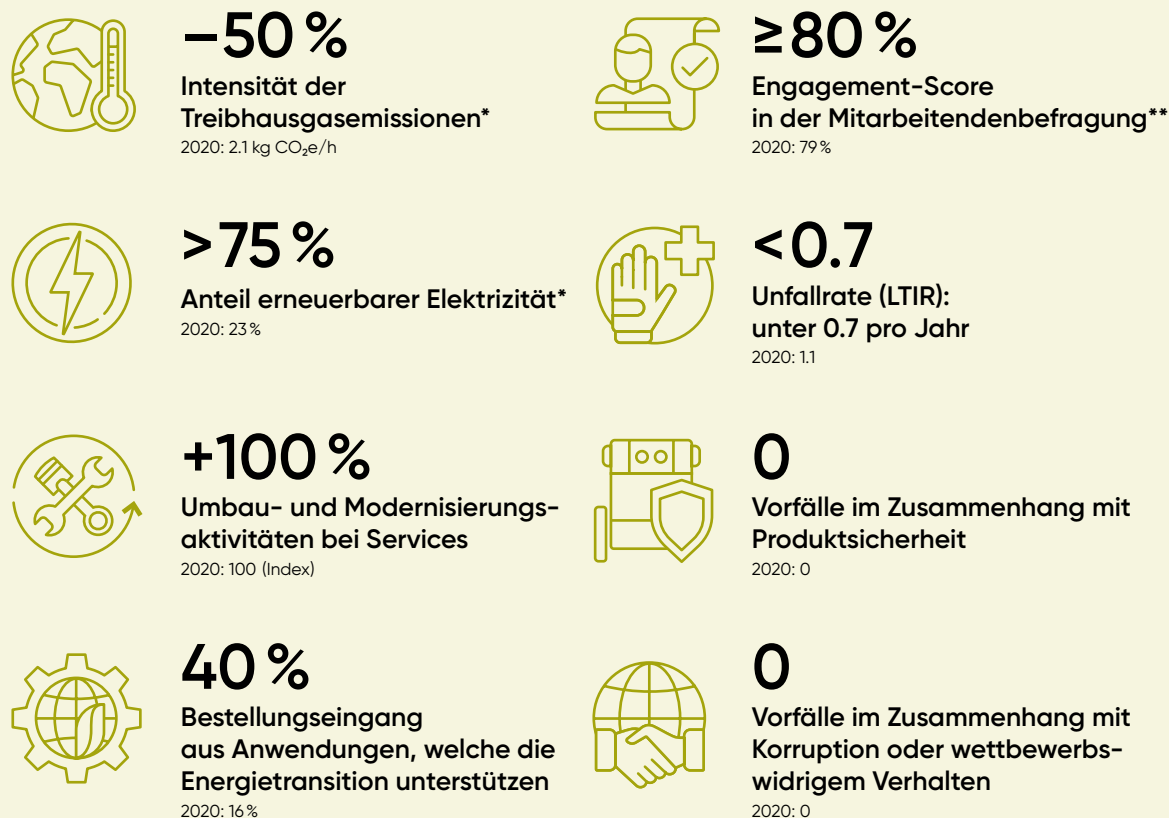 –50 %
Intensität der
Treibhausgasemissionen*
2020: 2.1 kg CO₂e/h
≥80 %
Engagement-Score
in der Mitarbeitendenbefragung**
2020: 79 %
>75 %
Anteil erneuerbarer Elektrizität*
2020: 23 %
<0.7
Unfallrate (LTIR):
unter 0.7 pro Jahr
2020: 1.1
+100 %
Umbau- und Modernisierungs-
aktivitäten bei Services
2020: 100 (Index)
0
Vorfälle im Zusammenhang mit
Produktsicherheit
2020: 0
40 %
Bestellungseingang
aus Anwendungen, welche die
Energietransition unterstützen
2020: 16 %
0
Vorfälle im Zusammenhang mit
Korruption oder wettbewerbs-
widrigem Verhalten
2020: 0